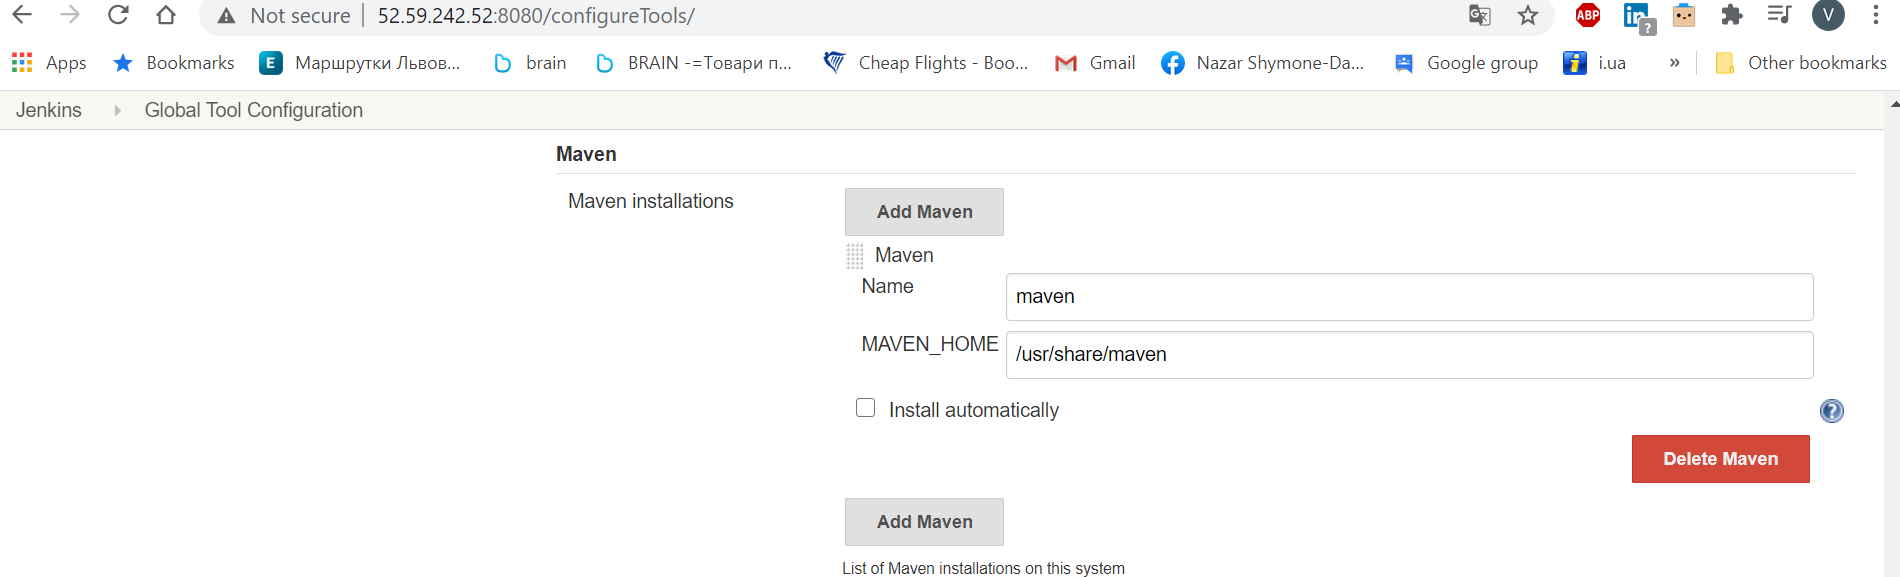 Not secure 52.59.242.52:8080/configureTools/ ABP in ? V
Apps Bookmarks E Маршрутки Львов... brain BRAIN -=Товари п... Cheap Flights - Boo... Gmail Nazar Shymone-Da... Google group i i.ua » Other bookmarks
Jenkins Global Tool Configuration
Maven
Maven installations
Add Maven
Maven
Name
maven
MAVEN_HOME
/usr/share/maven
Install automatically
?
Delete Maven
Add Maven
List of Maven installations on this system